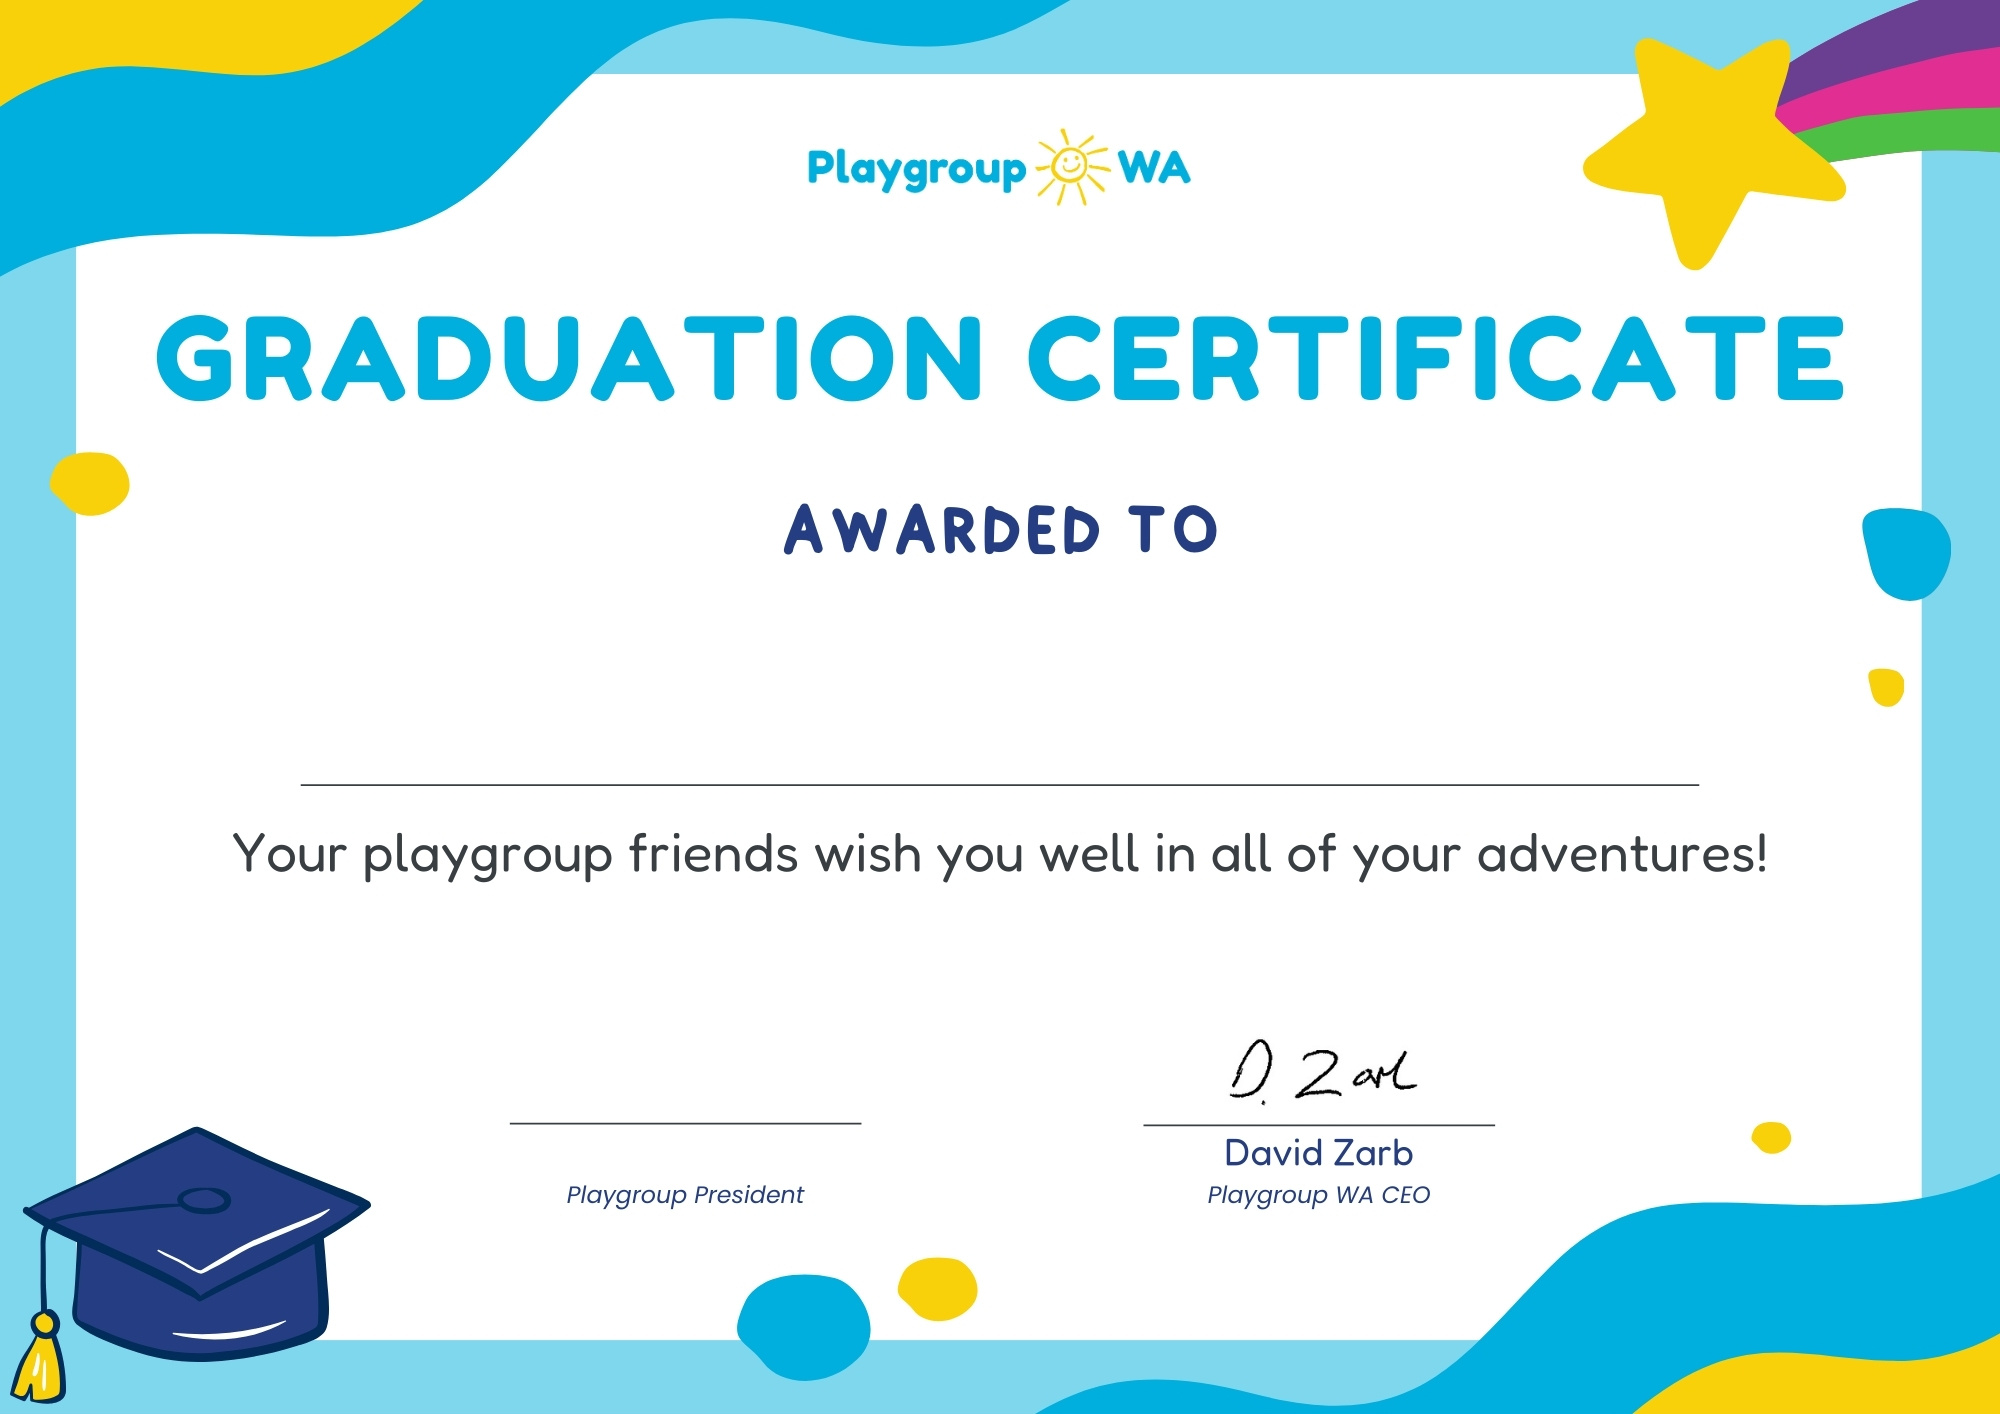 Playgroup WA
GRADUATION CERTIFICATE
AWARDED TO
Your playgroup friends wish you well in all of your adventures!
D. Zarb
David Zarb
Playgroup President
Playgroup WA CEO